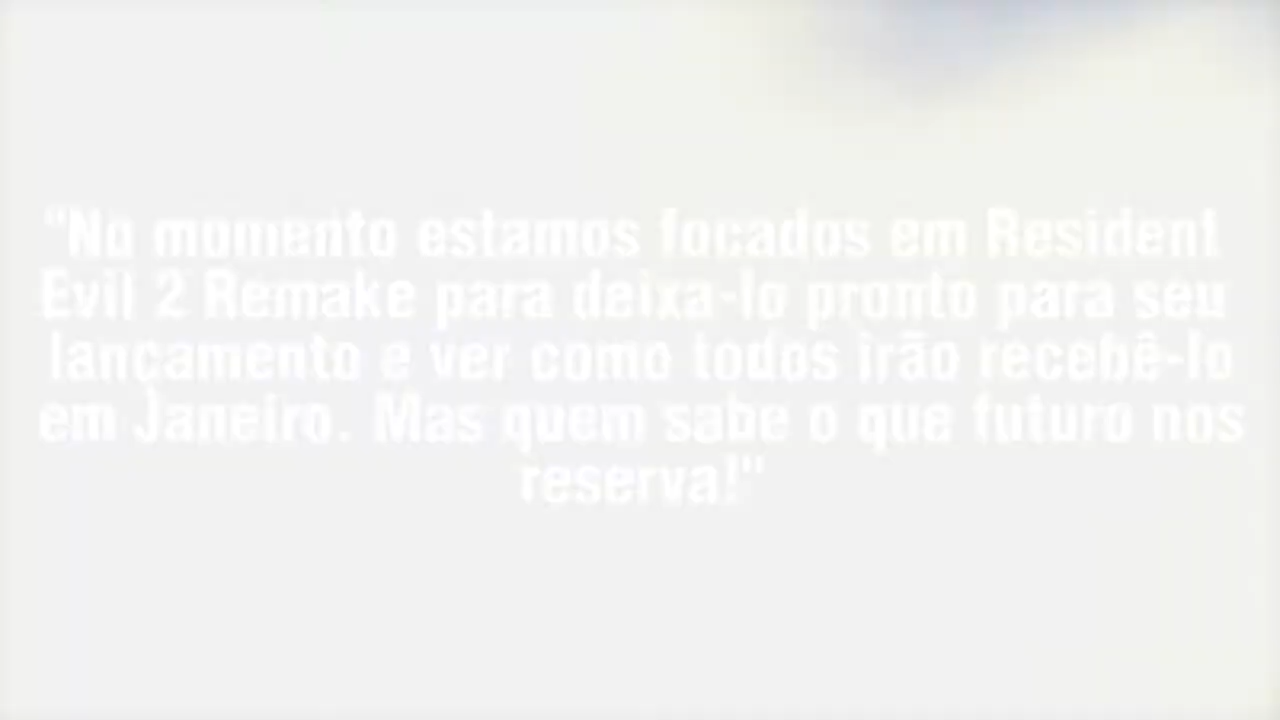 "No momento estamos focados em Resident
Evil 2 Remake para deixa-lo pronto para seu
lançamento e ver como todos irão recebê-lo
em Janeiro. Mas quem sabe o que futuro nos
reserva!"